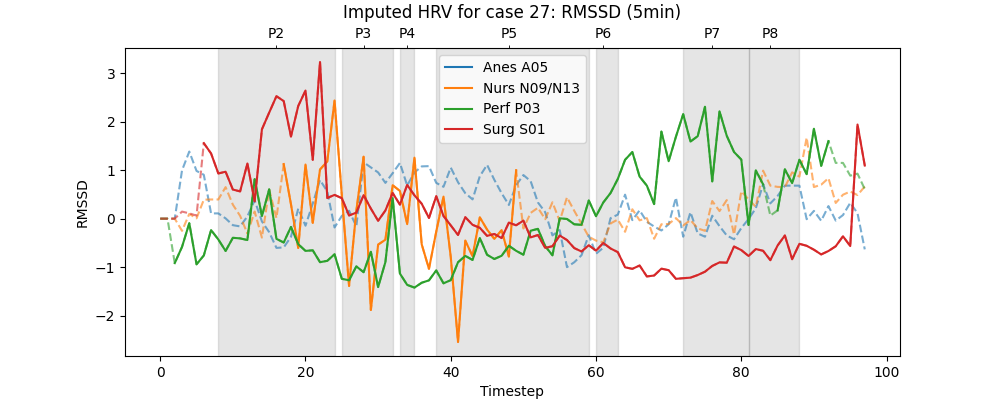 Imputed HRV for case 27: RMSSD (5min)
P2 P3 P4 P5 P6 P7 P8
Anes A05
Nurs N09/N13
Perf P03
Surg S01
3
2
1
0
−1
−2
RMSSD
0 20 40 60 80 100
Timestep